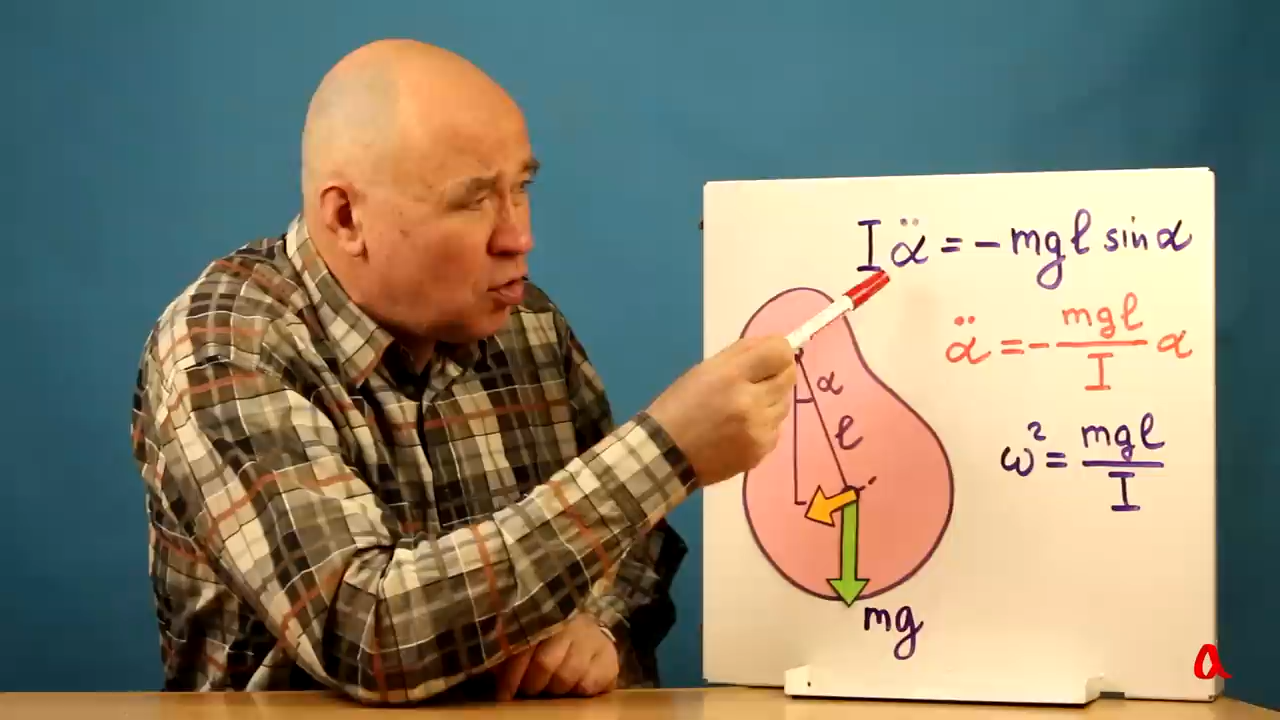 I α̈ = − mgℓ sin α
α̈ = − mgℓ/I α
ω² = mgℓ/I
α
ℓ
mg
a